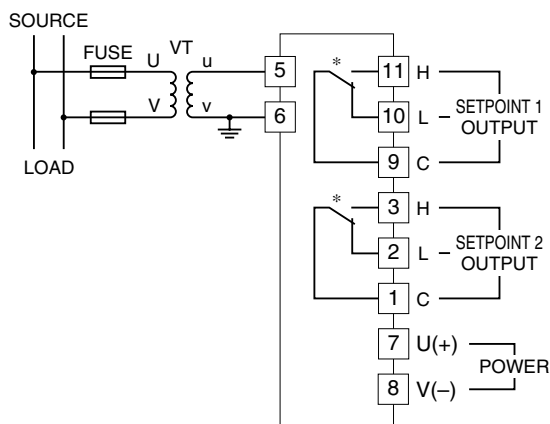 SOURCE
FUSE
U
VT
u
V
v
LOAD
5
6
*
11 H
10 L
9 C
SETPOINT 1
OUTPUT
*
3 H
2 L
1 C
SETPOINT 2
OUTPUT
7 U(+)
8 V(–)
POWER